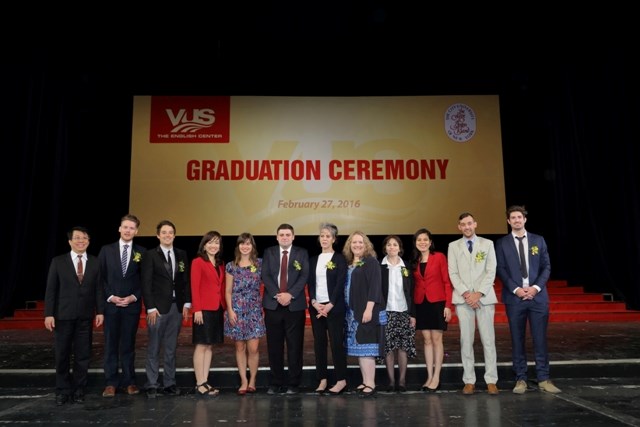 VUS
THE ENGLISH CENTER
GRADUATION CEREMONY
February 27, 2016